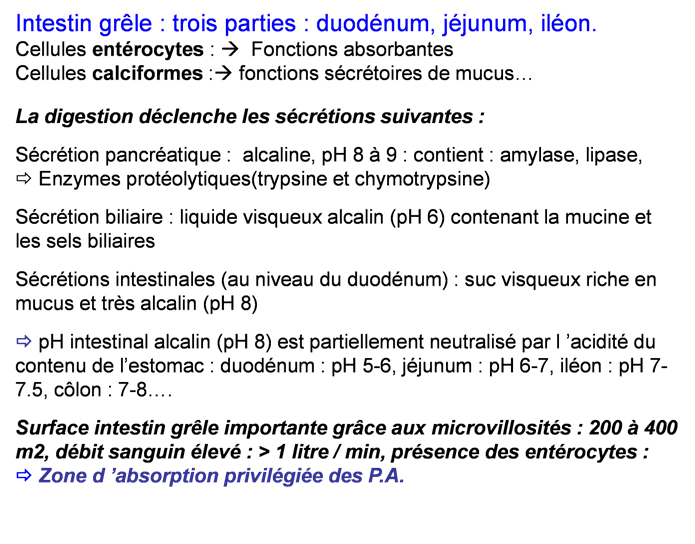 Intestin grêle : trois parties : duodénum, jéjunum, iléon.
Cellules entérocytes : → Fonctions absorbantes
Cellules calciformes :→ fonctions sécrétoires de mucus…
La digestion déclenche les sécrétions suivantes :
Sécrétion pancréatique : alcaline, pH 8 à 9 : contient : amylase, lipase,
⇨ Enzymes protéolytiques(trypsine et chymotrypsine)
Sécrétion biliaire : liquide visqueux alcalin (pH 6) contenant la mucine et
les sels biliaires
Sécrétions intestinales (au niveau du duodénum) : suc visqueux riche en
mucus et très alcalin (pH 8)
⇨ pH intestinal alcalin (pH 8) est partiellement neutralisé par l ’acidité du
contenu de l’estomac : duodénum : pH 5-6, jéjunum : pH 6-7, iléon : pH 7-
7.5, côlon : 7-8….
Surface intestin grêle importante grâce aux microvillosités : 200 à 400
m2, débit sanguin élevé : > 1 litre / min, présence des entérocytes :
⇨ Zone d ’absorption privilégiée des P.A.